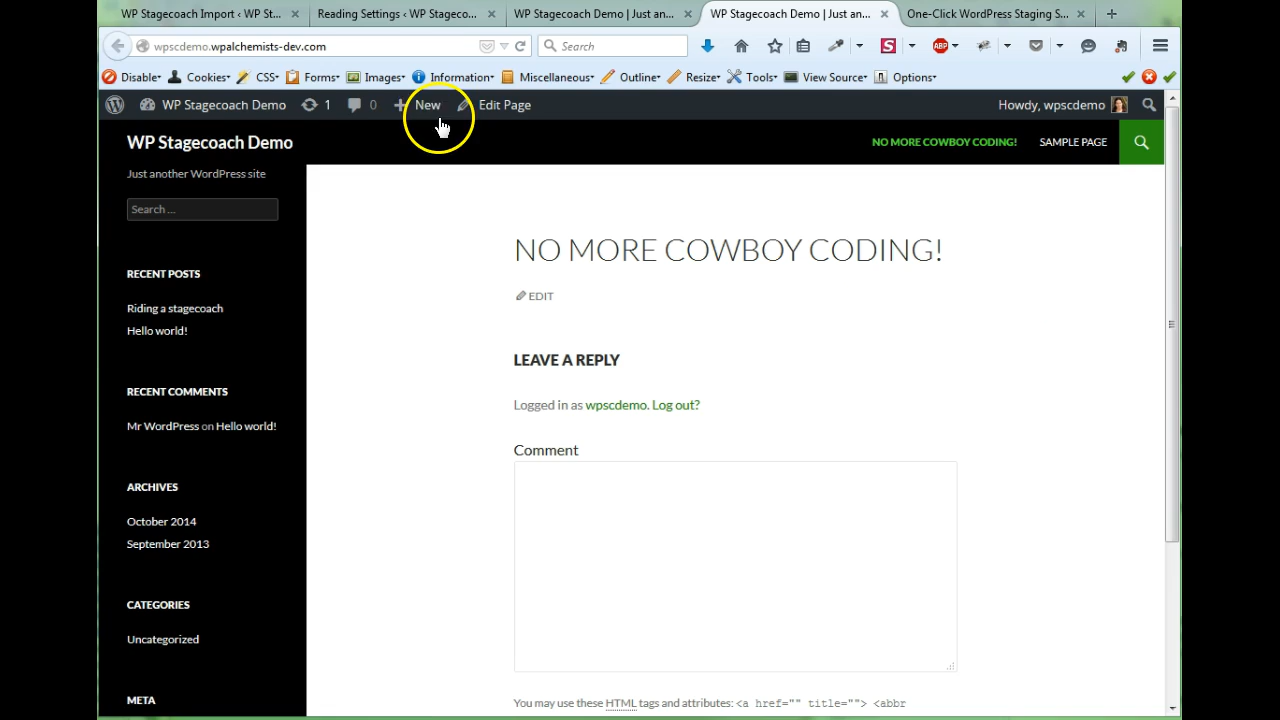 WP Stagecoach Import ‹ WP St...
Reading Settings ‹ WP Stageco...
WP Stagecoach Demo | Just an...
WP Stagecoach Demo | Just an...
One-Click WordPress Staging S...
wpscdemo.wpalchemists-dev.com
Search
S
ABP
Disable
Cookies
CSS
Forms
Images
Information
Miscellaneous
Outline
Resize
Tools
View Source
Options
WP Stagecoach Demo
1
0
New
Edit Page
Howdy, wpscdemo
WP Stagecoach Demo
NO MORE COWBOY CODING!
SAMPLE PAGE
Just another WordPress site
Search ...
NO MORE COWBOY CODING!
RECENT POSTS
EDIT
Riding a stagecoach
Hello world!
LEAVE A REPLY
RECENT COMMENTS
Logged in as wpscdemo. Log out?
Mr WordPress on Hello world!
Comment
ARCHIVES
October 2014
September 2013
CATEGORIES
Uncategorized
META
You may use these HTML tags and attributes: <a href="" title=""> <abbr